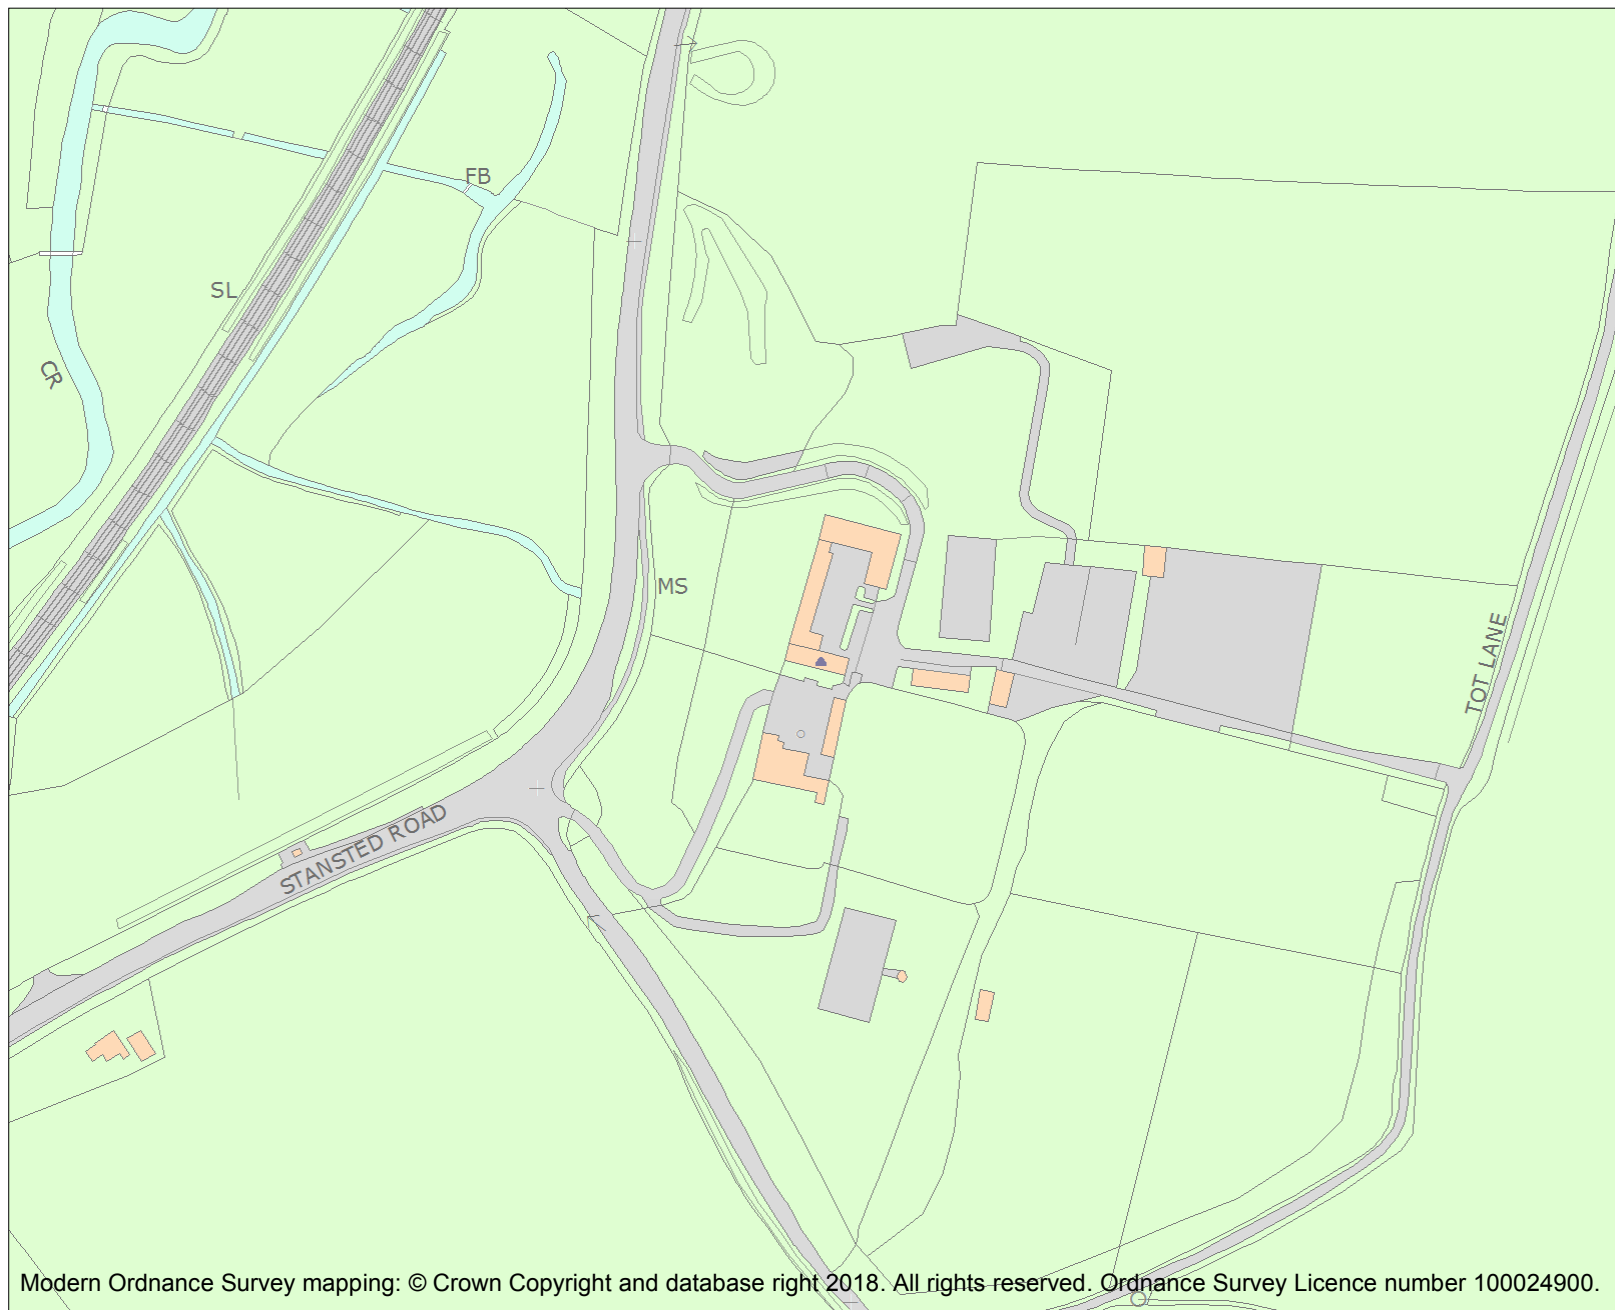 FB
SL
CR
MS
TOT LANE
STANSTED ROAD
Modern Ordnance Survey mapping: © Crown Copyright and database right 2018. All rights reserved. Ordnance Survey Licence number 100024900.